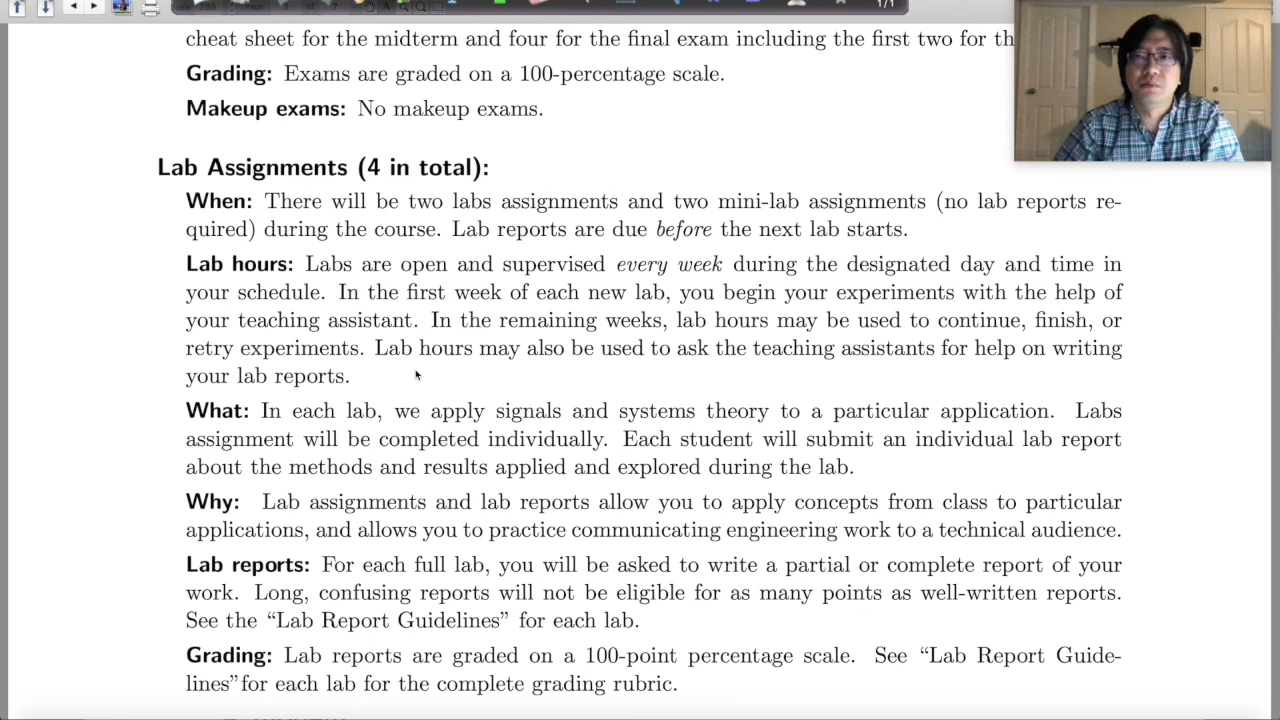 1/1
cheat sheet for the midterm and four for the final exam including the first two for th
Grading: Exams are graded on a 100-percentage scale.
Makeup exams: No makeup exams.
Lab Assignments (4 in total):
When: There will be two labs assignments and two mini-lab assignments (no lab reports re-
quired) during the course. Lab reports are due before the next lab starts.
Lab hours: Labs are open and supervised every week during the designated day and time in
your schedule. In the first week of each new lab, you begin your experiments with the help of
your teaching assistant. In the remaining weeks, lab hours may be used to continue, finish, or
retry experiments. Lab hours may also be used to ask the teaching assistants for help on writing
your lab reports.
What: In each lab, we apply signals and systems theory to a particular application. Labs
assignment will be completed individually. Each student will submit an individual lab report
about the methods and results applied and explored during the lab.
Why: Lab assignments and lab reports allow you to apply concepts from class to particular
applications, and allows you to practice communicating engineering work to a technical audience.
Lab reports: For each full lab, you will be asked to write a partial or complete report of your
work. Long, confusing reports will not be eligible for as many points as well-written reports.
See the “Lab Report Guidelines” for each lab.
Grading: Lab reports are graded on a 100-point percentage scale. See “Lab Report Guide-
lines”for each lab for the complete grading rubric.